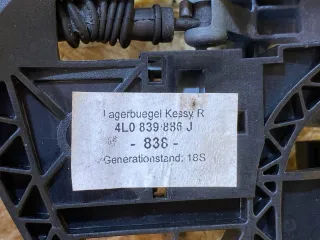 Lagerbuegel Kessy R
4L0 839 886 J
- 836 -
Generationstand: 18S